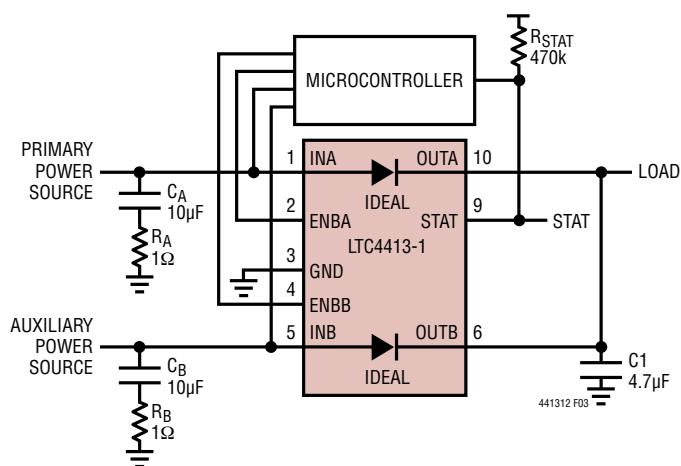 RSTAT
470k
MICROCONTROLLER
PRIMARY
POWER
SOURCE
1
INA
OUTA
10
LOAD
IDEAL
CA
10µF
2
ENBA
STAT
9
STAT
RA
1Ω
LTC4413-1
3
GND
4
ENBB
AUXILIARY
POWER
SOURCE
5
INB
OUTB
6
IDEAL
CB
10µF
C1
4.7µF
RB
1Ω
441312 F03